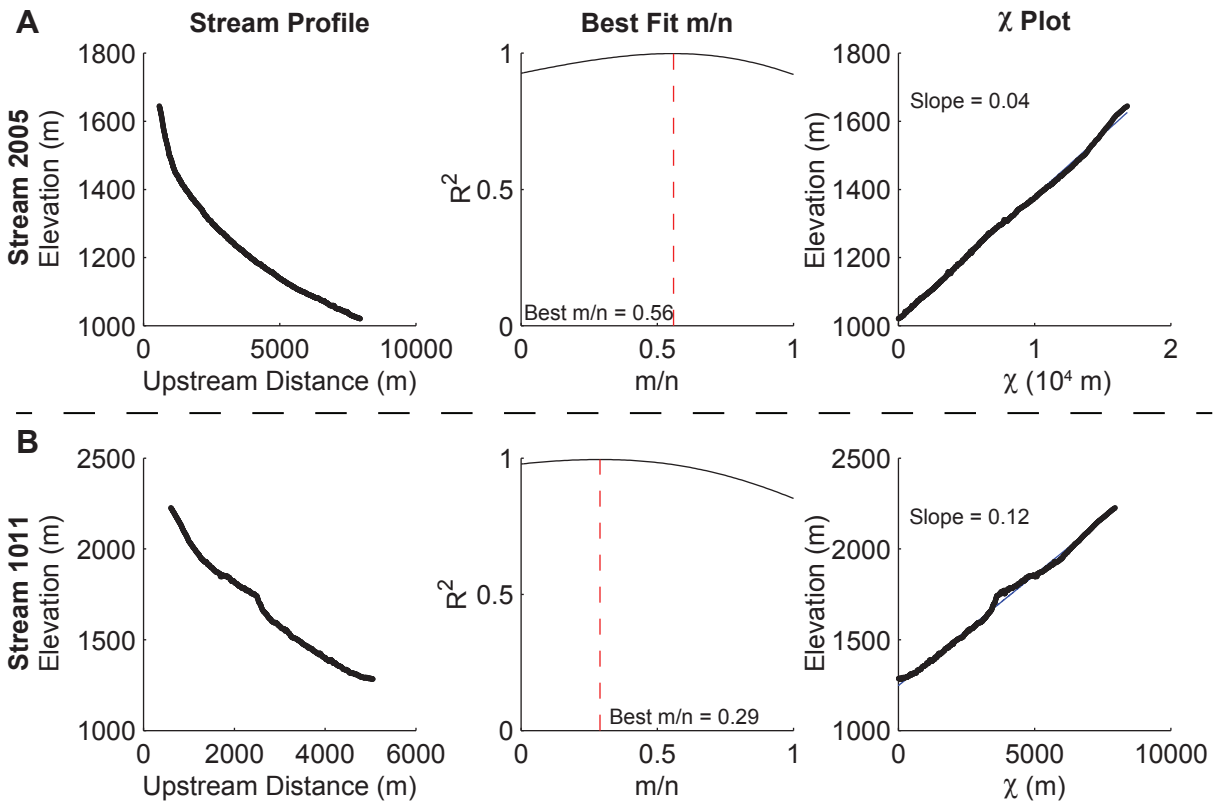 A
Stream Profile
Best Fit m/n
χ Plot
Stream 2005
Elevation (m)
1800
1600
1400
1200
1000
0
5000
10000
Upstream Distance (m)
R²
1
0.5
0
Best m/n = 0.56
0
0.5
1
m/n
Elevation (m)
1800
1600
1400
1200
1000
Slope = 0.04
0
1
2
χ (10⁴ m)
B
Stream 1011
Elevation (m)
2500
2000
1500
1000
0
2000
4000
6000
Upstream Distance (m)
R²
1
0.5
0
Best m/n = 0.29
0
0.5
1
m/n
Elevation (m)
2500
2000
1500
1000
Slope = 0.12
0
5000
10000
χ (m)